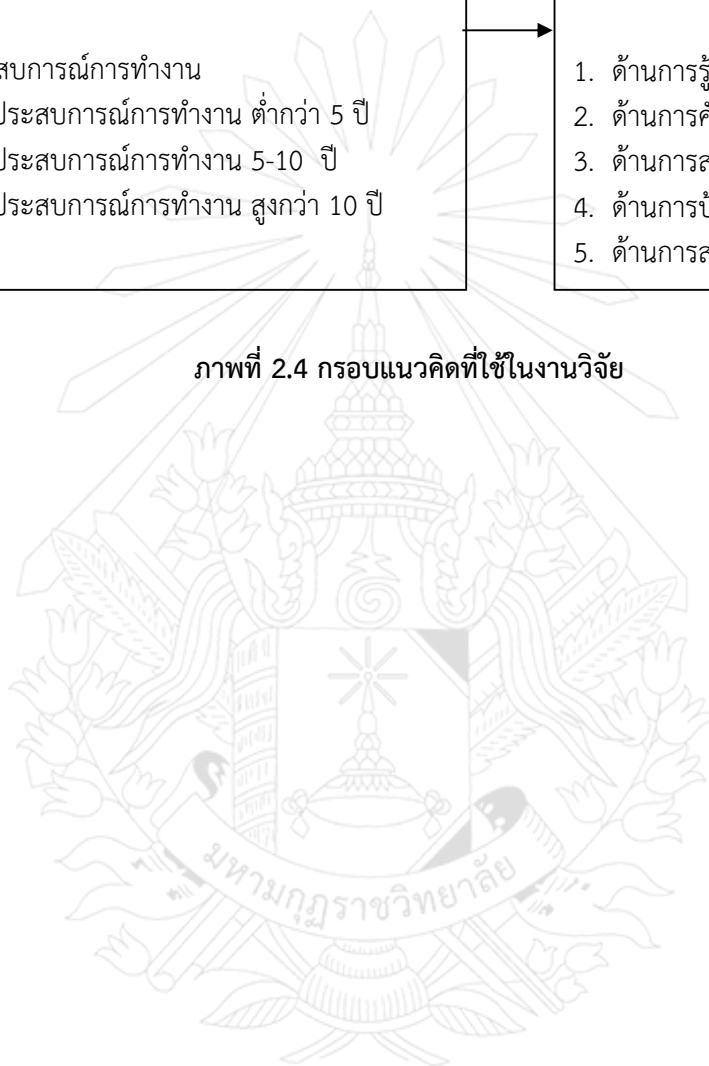 สบการณ์การทำงาน
ประสบการณ์การทำงาน ต่ำกว่า 5 ปี
ประสบการณ์การทำงาน 5-10 ปี
ประสบการณ์การทำงาน สูงกว่า 10 ปี
1. ด้านการรู้
2. ด้านการ
3. ด้านการส
4. ด้านการ
5. ด้านการส
ภาพที่ 2.4 กรอบแนวคิดที่ใช้ในงานวิจัย
มหามกุฏราชวิทยาลัย